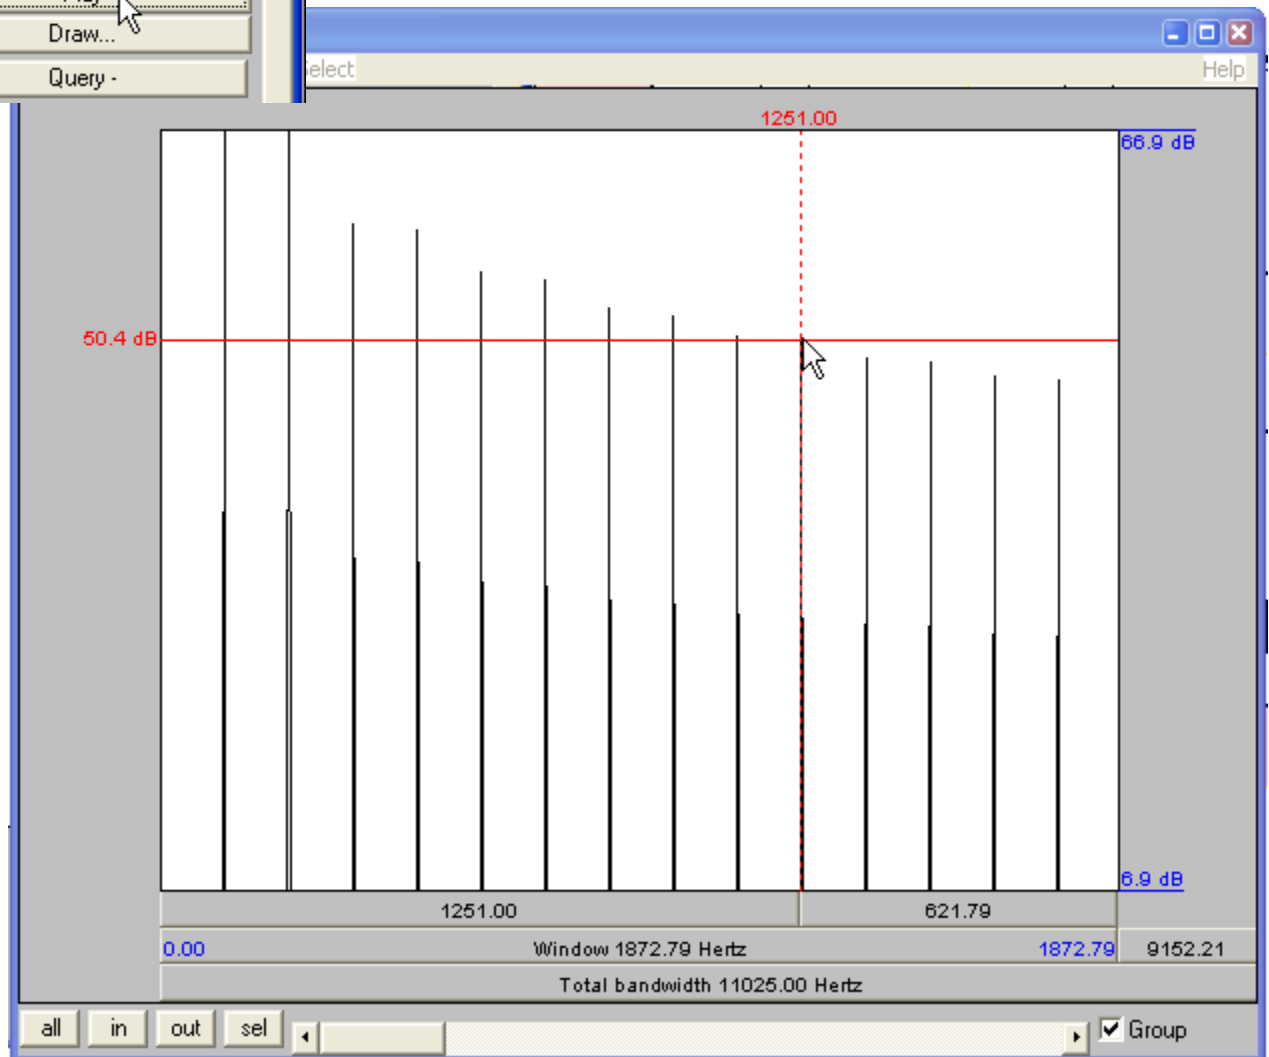 Draw...
Query -
Select
Help
1251.00
66.9 dB
50.4 dB
6.9 dB
1251.00
621.79
0.00
Window 1872.79 Hertz
1872.79
9152.21
Total bandwidth 11025.00 Hertz
all
in
out
sel
Group